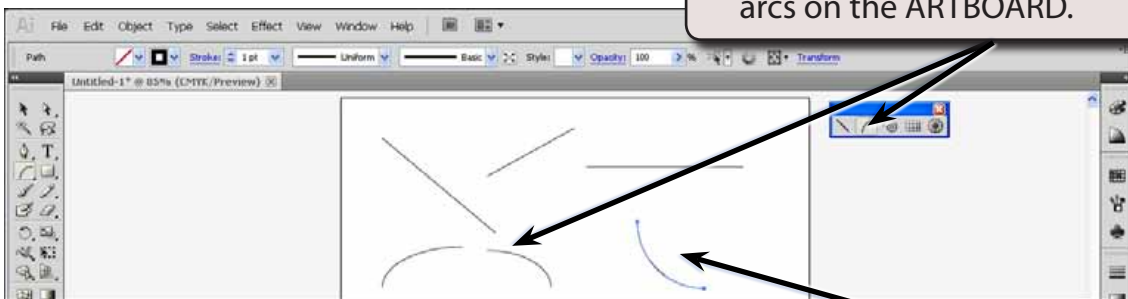 arcs on the ARTBOARD.
Ai File Edit Object Type Select Effect View Window Help
Path Stroke: 1 pt Uniform Basic Style: Opacity: 100 % Transform
Untitled-1* @ 85% (CMYK/Preview)
T